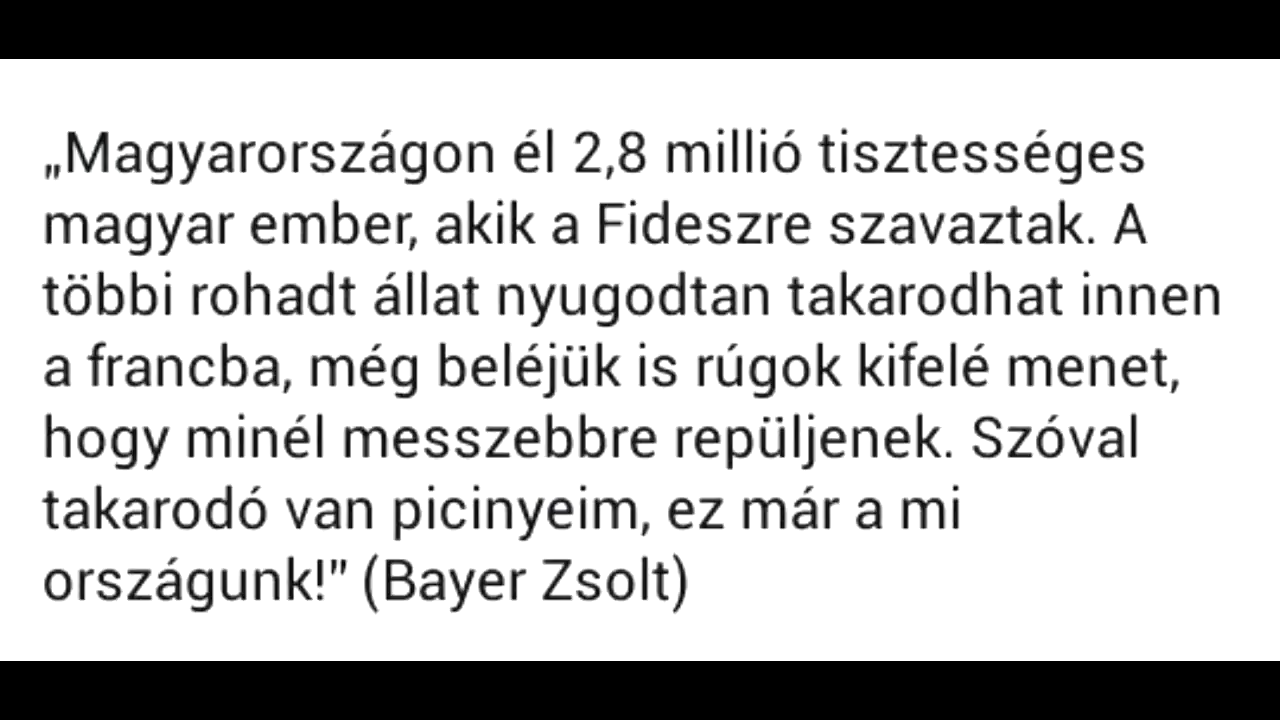 „Magyarországon él 2,8 millió tisztességes
magyar ember, akik a Fideszre szavaztak. A
többi rohadt állat nyugodtan takarodhat innen
a francba, még beléjük is rúgok kifelé menet,
hogy minél messzebbre repüljenek. Szóval
takarodó van picinyeim, ez már a mi
országunk!” (Bayer Zsolt)